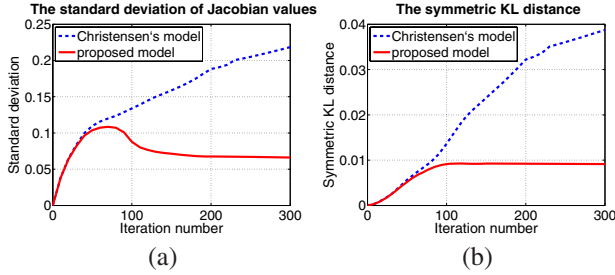 The standard deviation of Jacobian values
Christensen's model
proposed model
Standard deviation
0.25
0.2
0.15
0.1
0.05
0
0 100 200 300
Iteration number
(a)
The symmetric KL distance
Christensen's model
proposed model
Symmetric KL distance
0.04
0.03
0.02
0.01
0
0 100 200 300
Iteration number
(b)